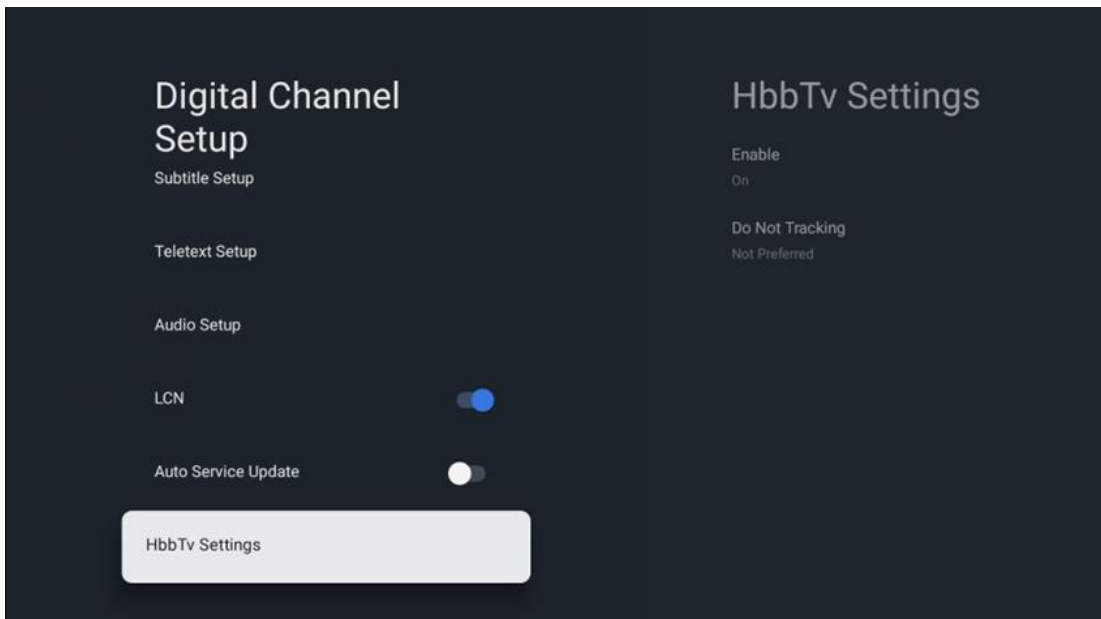 Digital Channel
Setup
Subtitle Setup
Teletext Setup
Audio Setup
LCN
Auto Service Update
HbbTv Settings
HbbTv Settings
Enable
On
Do Not Tracking
Not Preferred